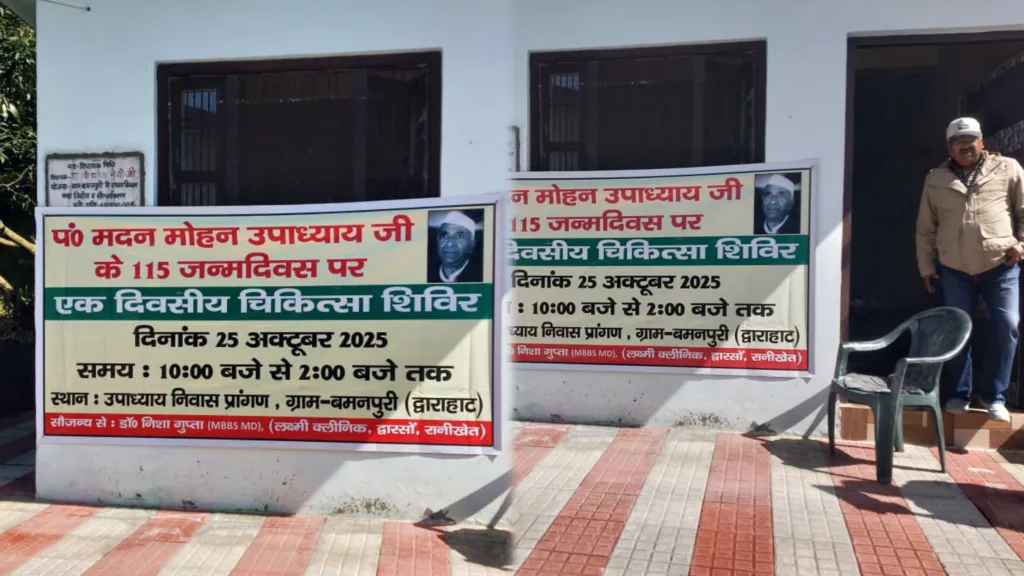 पं0 मदन मोहन उपाध्याय जी
के 115 जन्मदिवस पर
एक दिवसीय चिकित्सा शिविर
दिनांक 25 अक्टूबर 2025
समय : 10:00 बजे से 2:00 बजे तक
स्थान : उपाध्याय निवास प्रांगण , ग्राम-बमनपुरी (द्वाराहाट)
सौजन्य से : डॉ0 निशा गुप्ता (MBBS MD), (लक्ष्मी क्लीनिक, द्वारसों, रानीखेत)
न मोहन उपाध्याय जी
115 जन्मदिवस पर
दिवसीय चिकित्सा शिविर
दिनांक 25 अक्टूबर 2025
: 10:00 बजे से 2:00 बजे तक
ध्याय निवास प्रांगण , ग्राम-बमनपुरी (द्वाराहाट)
निशा गुप्ता (MBBS MD), (लक्ष्मी क्लीनिक, द्वारसों, रानीखेत)